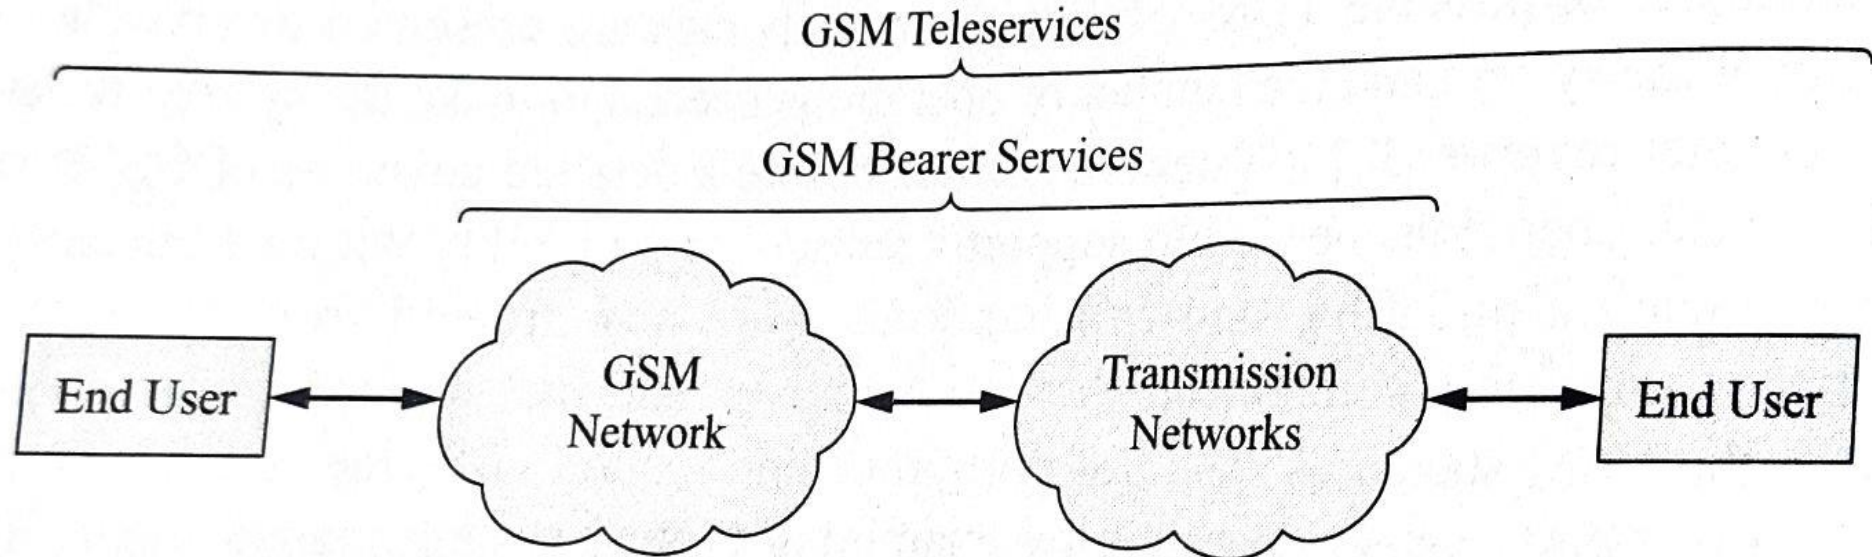 GSM Teleservices
GSM Bearer Services
End User
GSM
Network
Transmission
Networks
End User